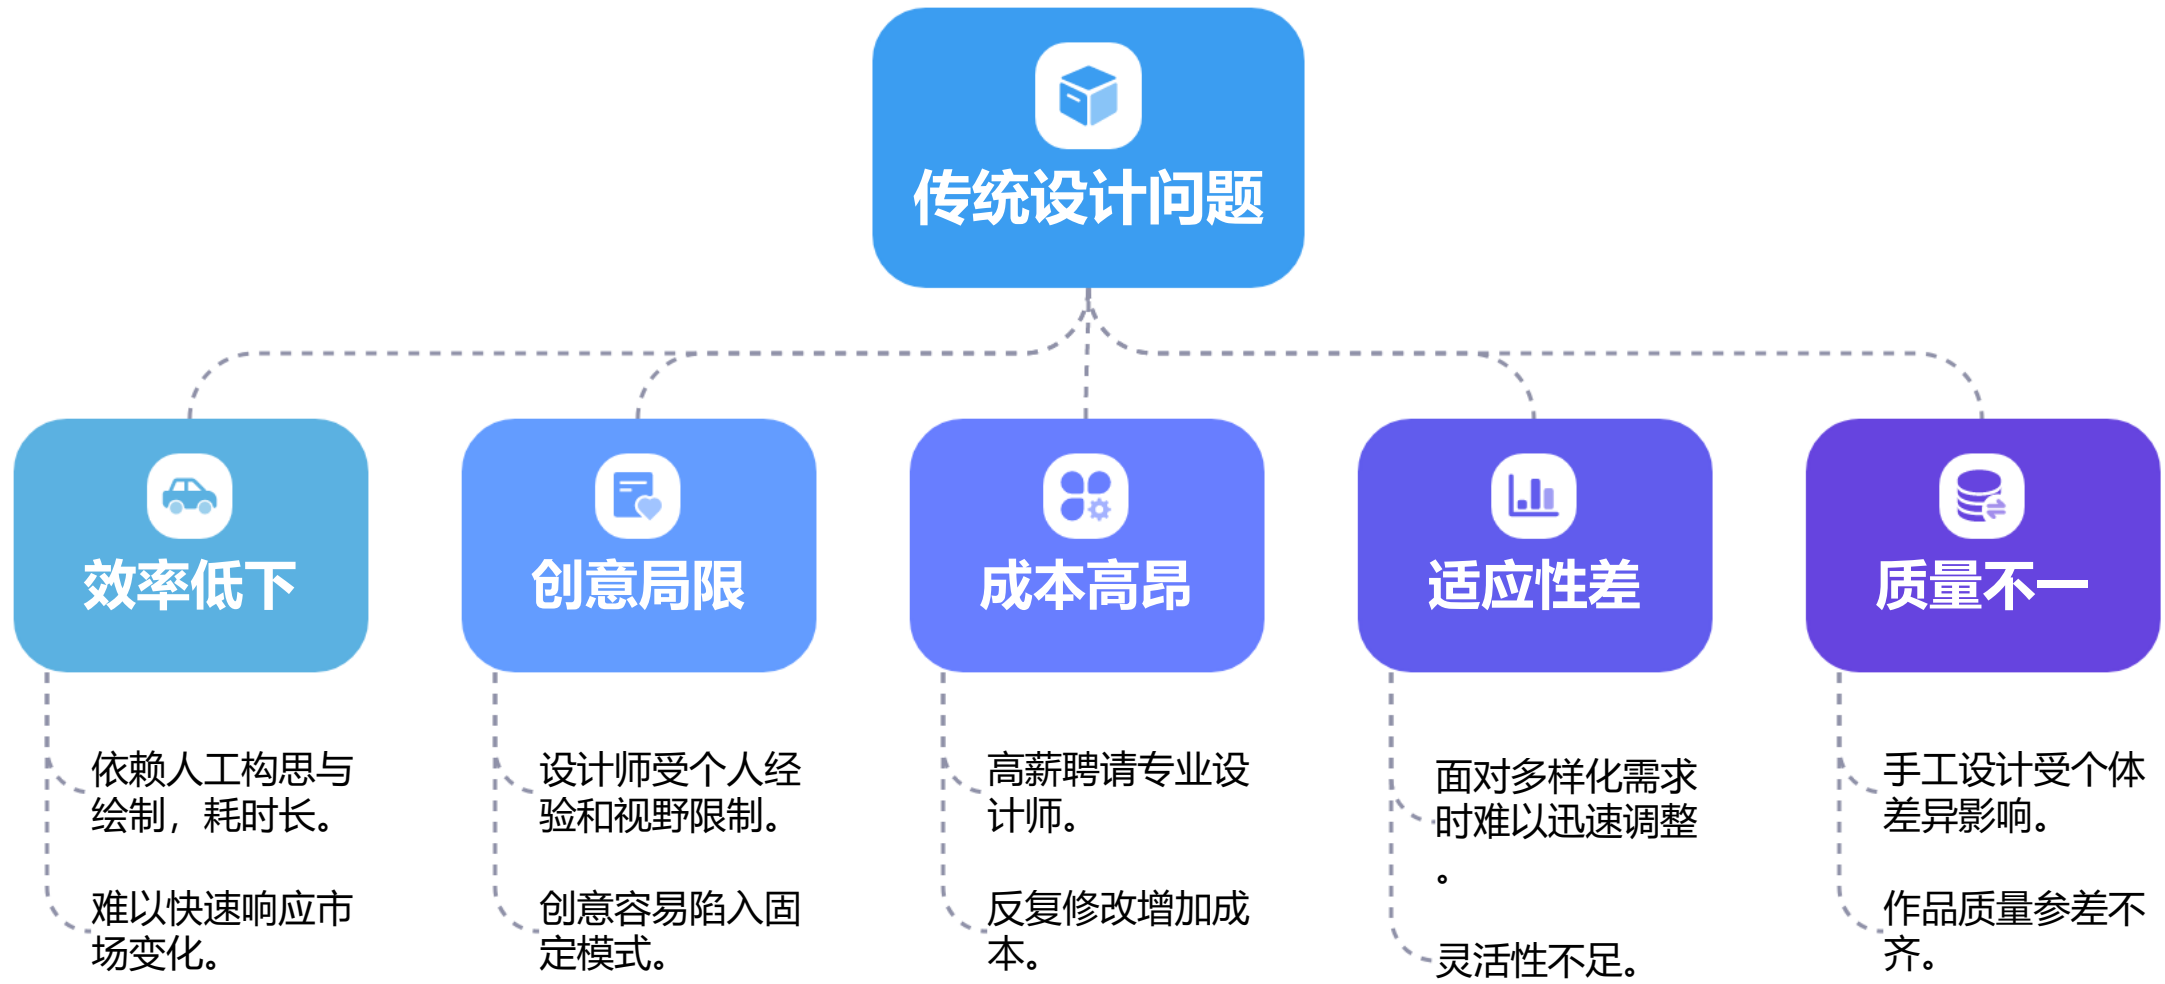 传统设计问题
效率低下
创意局限
成本高昂
适应性差
质量不一
依赖人工构思与
绘制，耗时长。
难以快速响应市
场变化。
设计师受个人经
验和视野限制。
创意容易陷入固
定模式。
高薪聘请专业设
计师。
反复修改增加成
本。
面对多样化需求
时难以迅速调整
。
灵活性不足。
手工设计受个体
差异影响。
作品质量参差不
齐。